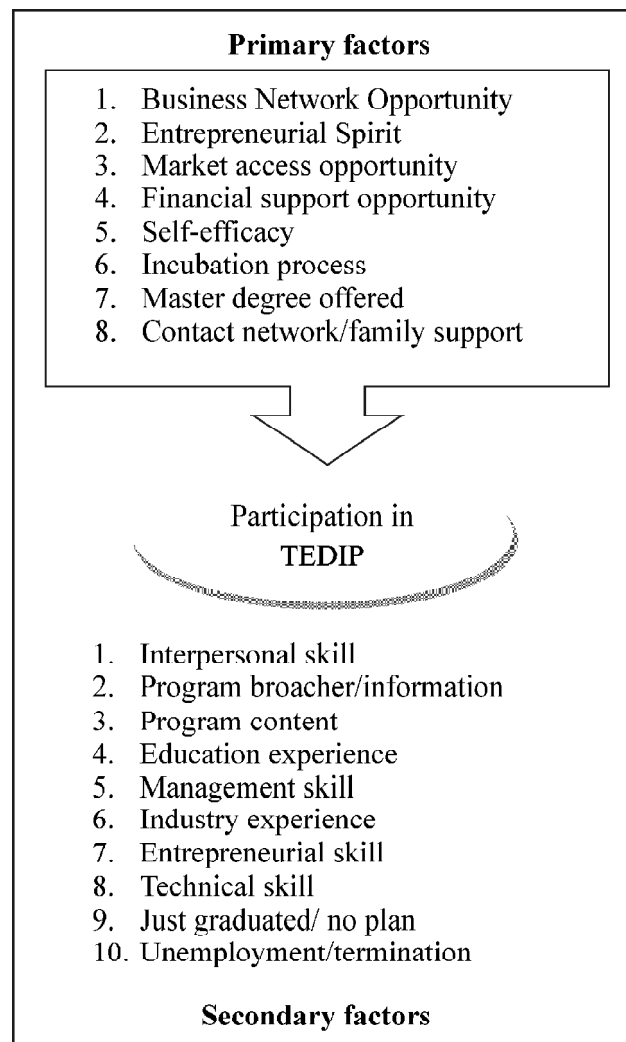 Primary factors
1. Business Network Opportunity
2. Entrepreneurial Spirit
3. Market access opportunity
4. Financial support opportunity
5. Self-efficacy
6. Incubation process
7. Master degree offered
8. Contact network/family support
Participation in
TEDIP
1. Interpersonal skill
2. Program broacher/information
3. Program content
4. Education experience
5. Management skill
6. Industry experience
7. Entrepreneurial skill
8. Technical skill
9. Just graduated/ no plan
10. Unemployment/termination
Secondary factors